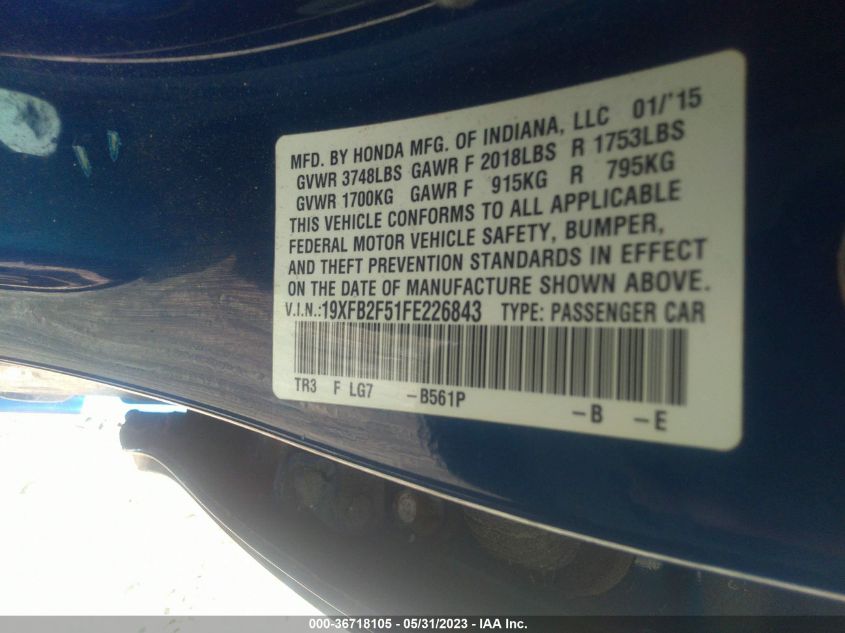 MFD. BY HONDA MFG. OF INDIANA, LLC 01/'15
GVWR 3748LBS GAWR F 2018LBS R 1753LBS
GVWR 1700KG GAWR F 915KG R 795KG
THIS VEHICLE CONFORMS TO ALL APPLICABLE
FEDERAL MOTOR VEHICLE SAFETY, BUMPER,
AND THEFT PREVENTION STANDARDS IN EFFECT
ON THE DATE OF MANUFACTURE SHOWN ABOVE.
V.I.N.:19XFB2F51FE226843 TYPE: PASSENGER CAR
TR3 F LG7 -B561P -B -E
000-36718105 - 05/31/2023 - IAA Inc.